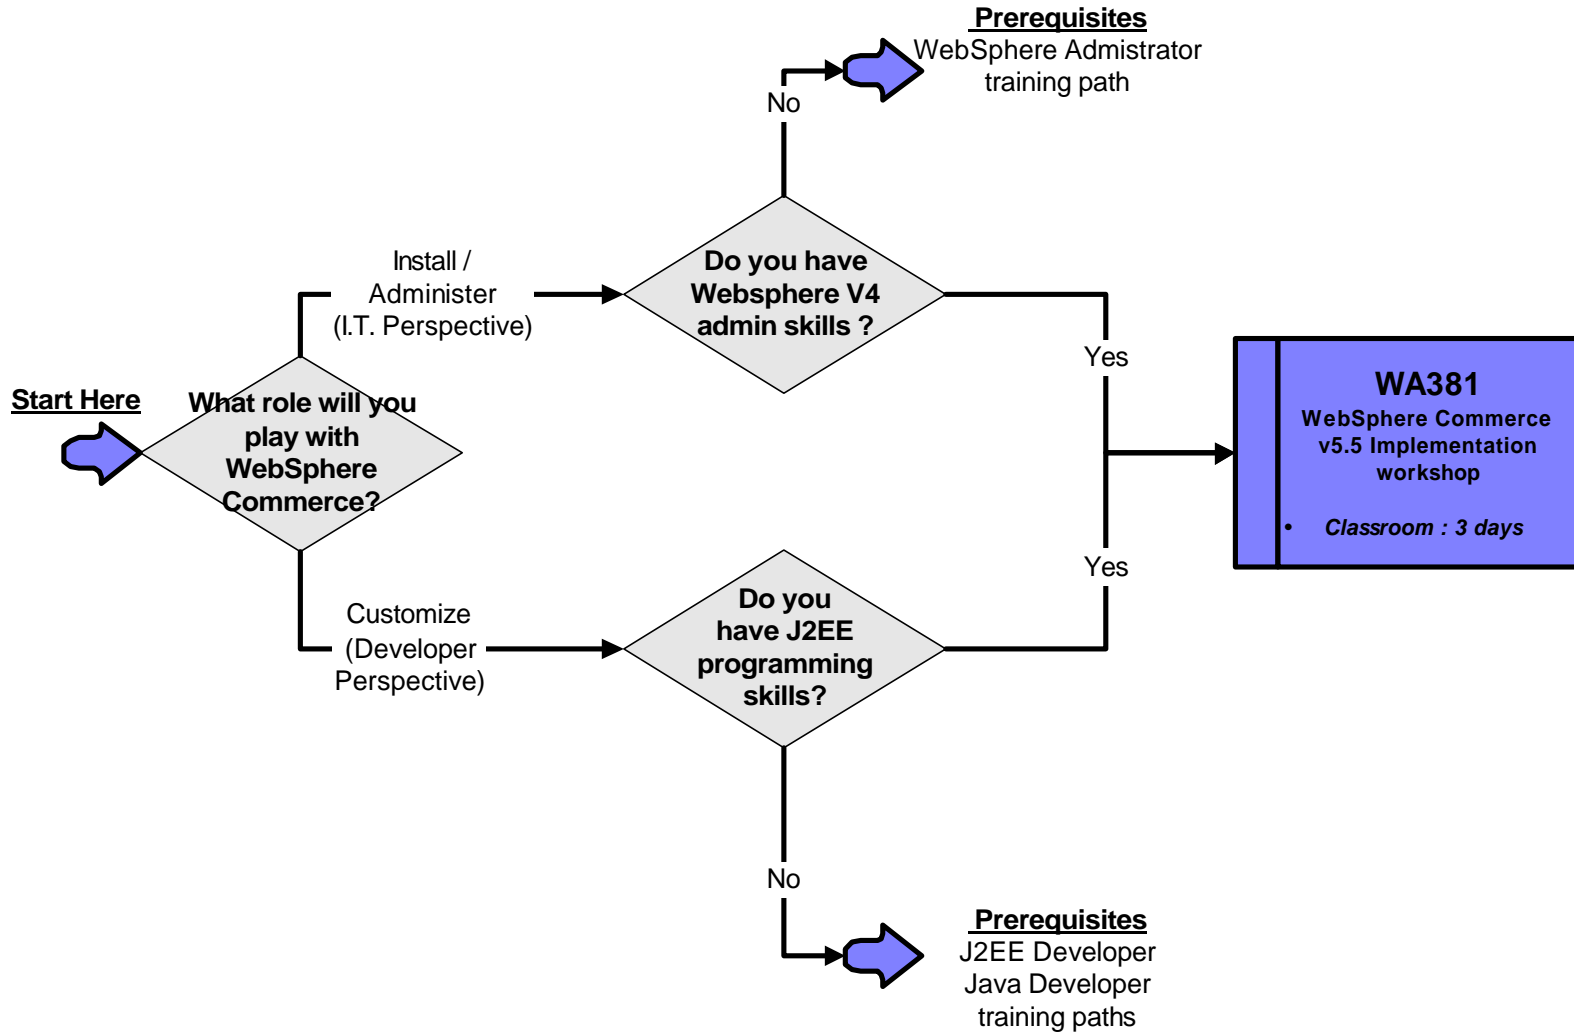 Prerequisites
WebSphere Admistrator
training path
No
Install /
Administer
(I.T. Perspective)
Do you have
Websphere V4
admin skills ?
Yes
Start Here
What role will you
play with
WebSphere
Commerce?
WA381
WebSphere Commerce
v5.5 Implementation
workshop
• Classroom : 3 days
Customize
(Developer
Perspective)
Do you
have J2EE
programming
skills?
Yes
No
Prerequisites
J2EE Developer
Java Developer
training paths